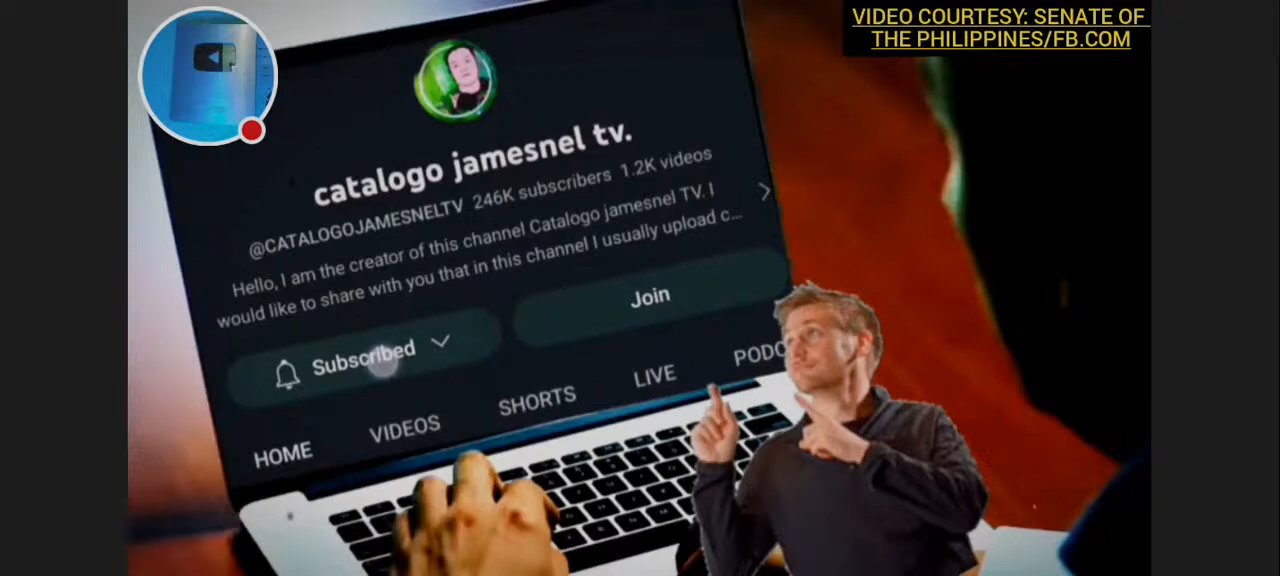 VIDEO COURTESY: SENATE OF
THE PHILIPPINES/FB.COM
catalogo jamesnel tv.
@CATALOGOJAMESNELTV 246K subscribers 1.2K videos
Hello, I am the creator of this channel Catalogo jamesnel TV. I
would like to share with you that in this channel I usually upload c...
Subscribed
Join
HOME VIDEOS SHORTS LIVE PODC